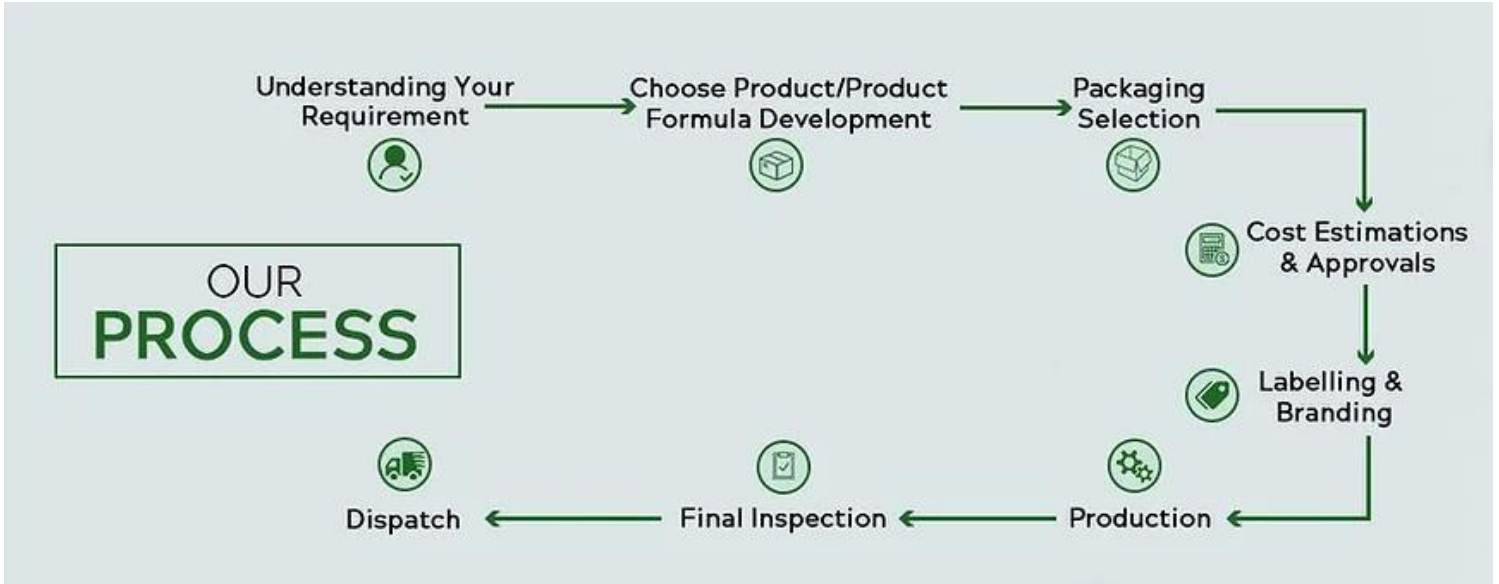 Understanding Your
Requirement
Choose Product/Product
Formula Development
Packaging
Selection
Cost Estimations
& Approvals
OUR
PROCESS
Labelling &
Branding
Production
Final Inspection
Dispatch